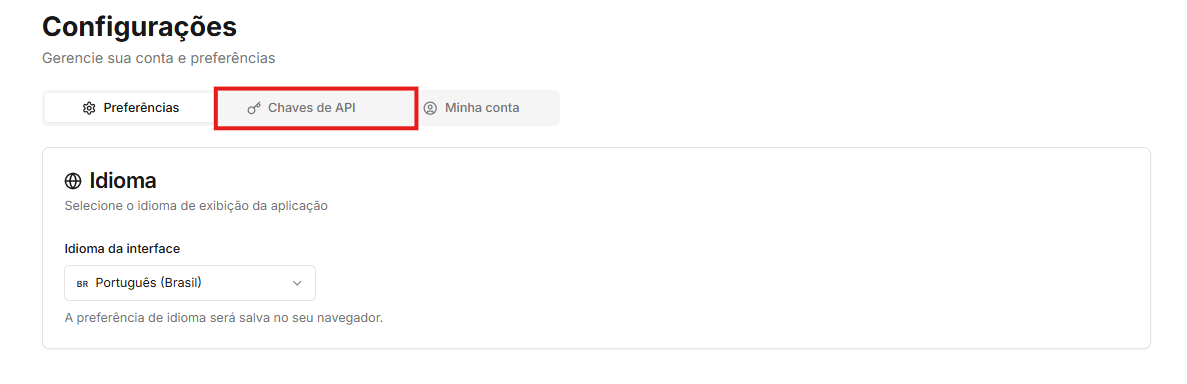 Configurações
Gerencie sua conta e preferências
Preferências
Chaves de API
Minha conta
Idioma
Selecione o idioma de exibição da aplicação
Idioma da interface
BR Português (Brasil)
A preferência de idioma será salva no seu navegador.